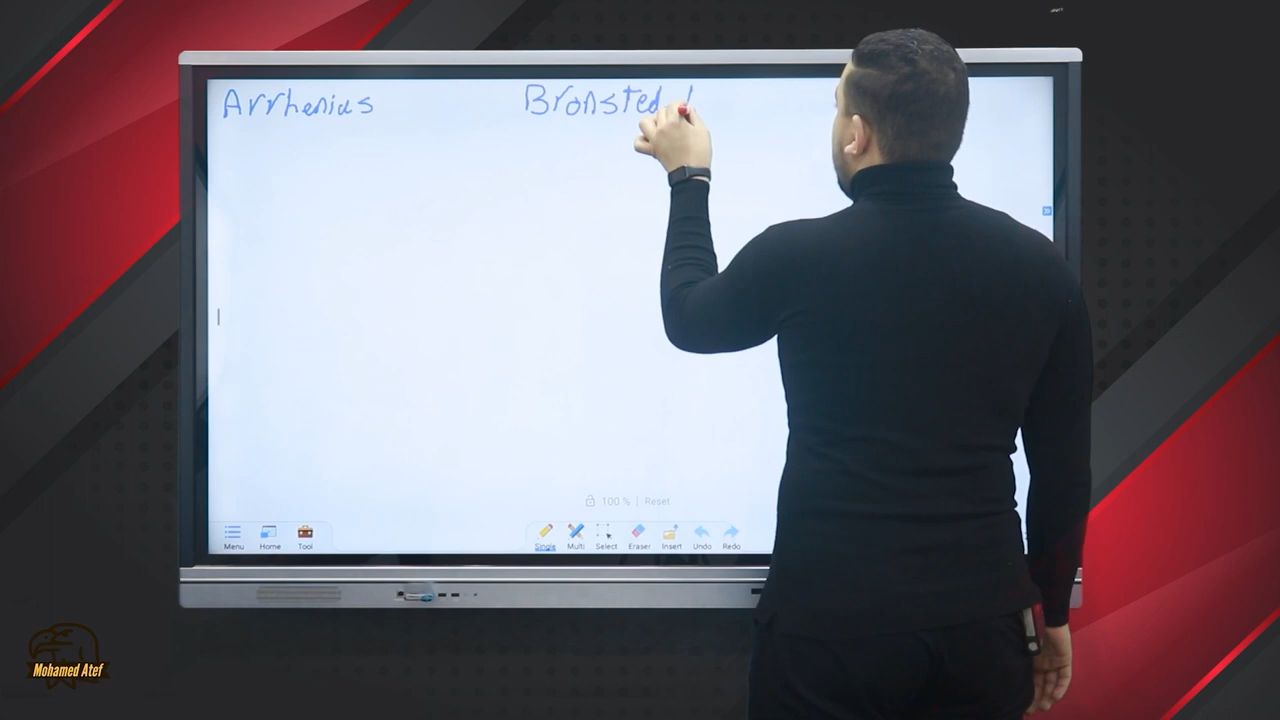 Arrhenius Bronsted
100 % | Reset
Menu Home Tool Single Multi Select Eraser Insert Undo Redo
Mohamed Atef